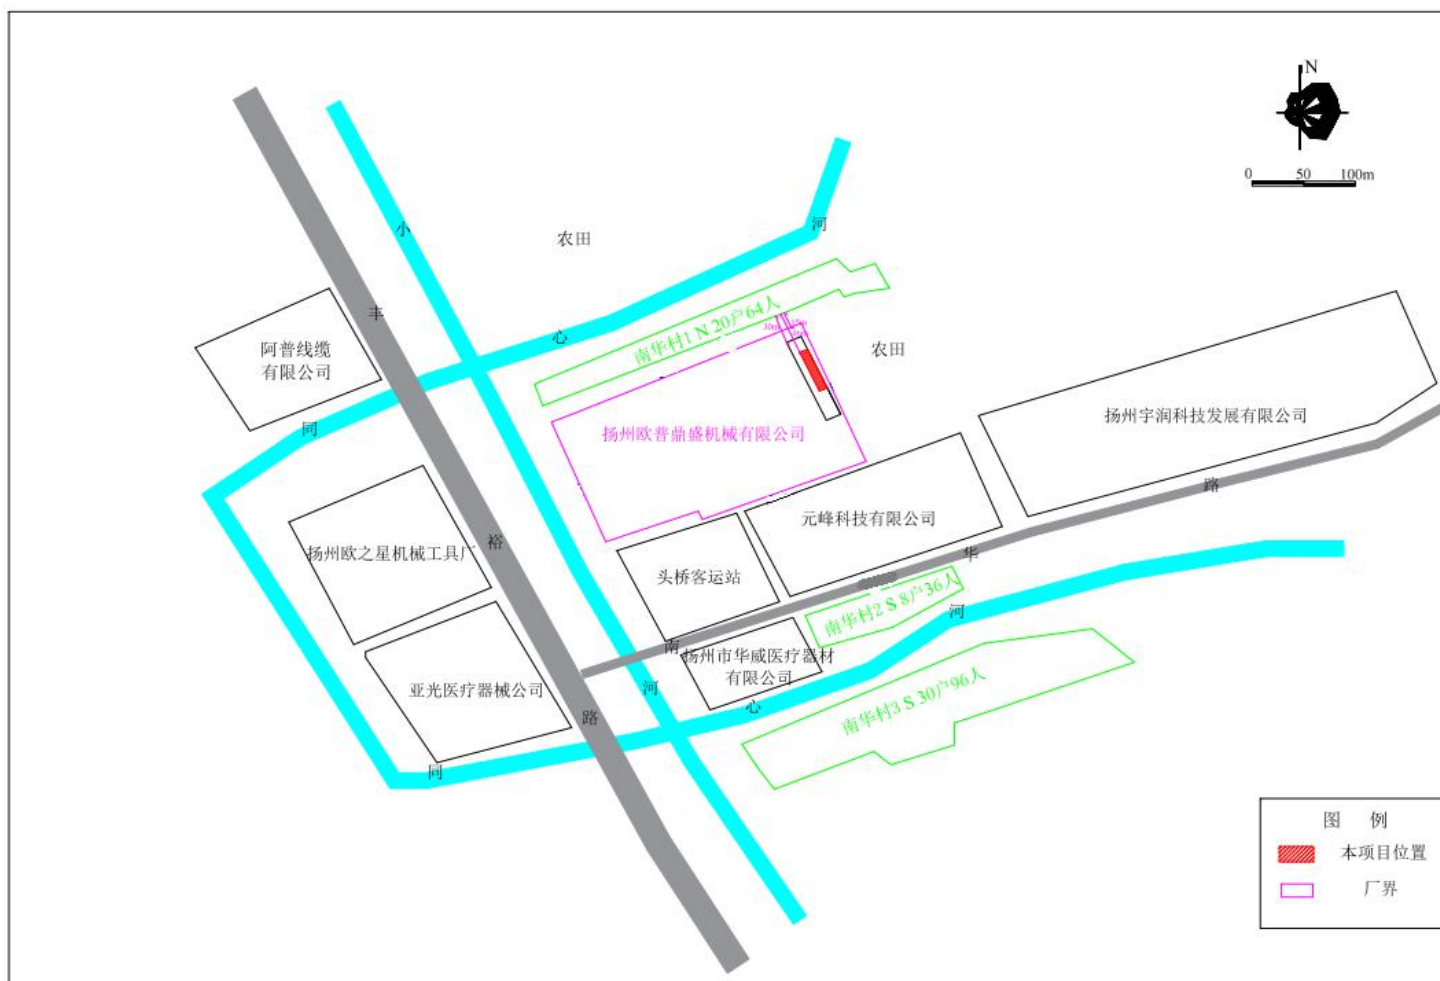 N
0 50 100m
小
河
农田
丰
心
南华村1 N 20户64人
30m
农田
阿普线缆
有限公司
同
扬州欧普鼎盛机械有限公司
扬州宇润科技发展有限公司
路
元峰科技有限公司
裕
扬州欧之星机械工具厂
华
头桥客运站
南华村2 S 8户36人
河
南
扬州市华威医疗器材
有限公司
亚光医疗器械公司
河
心
路
南华村3 S 30户96人
同
图 例
本项目位置
厂界